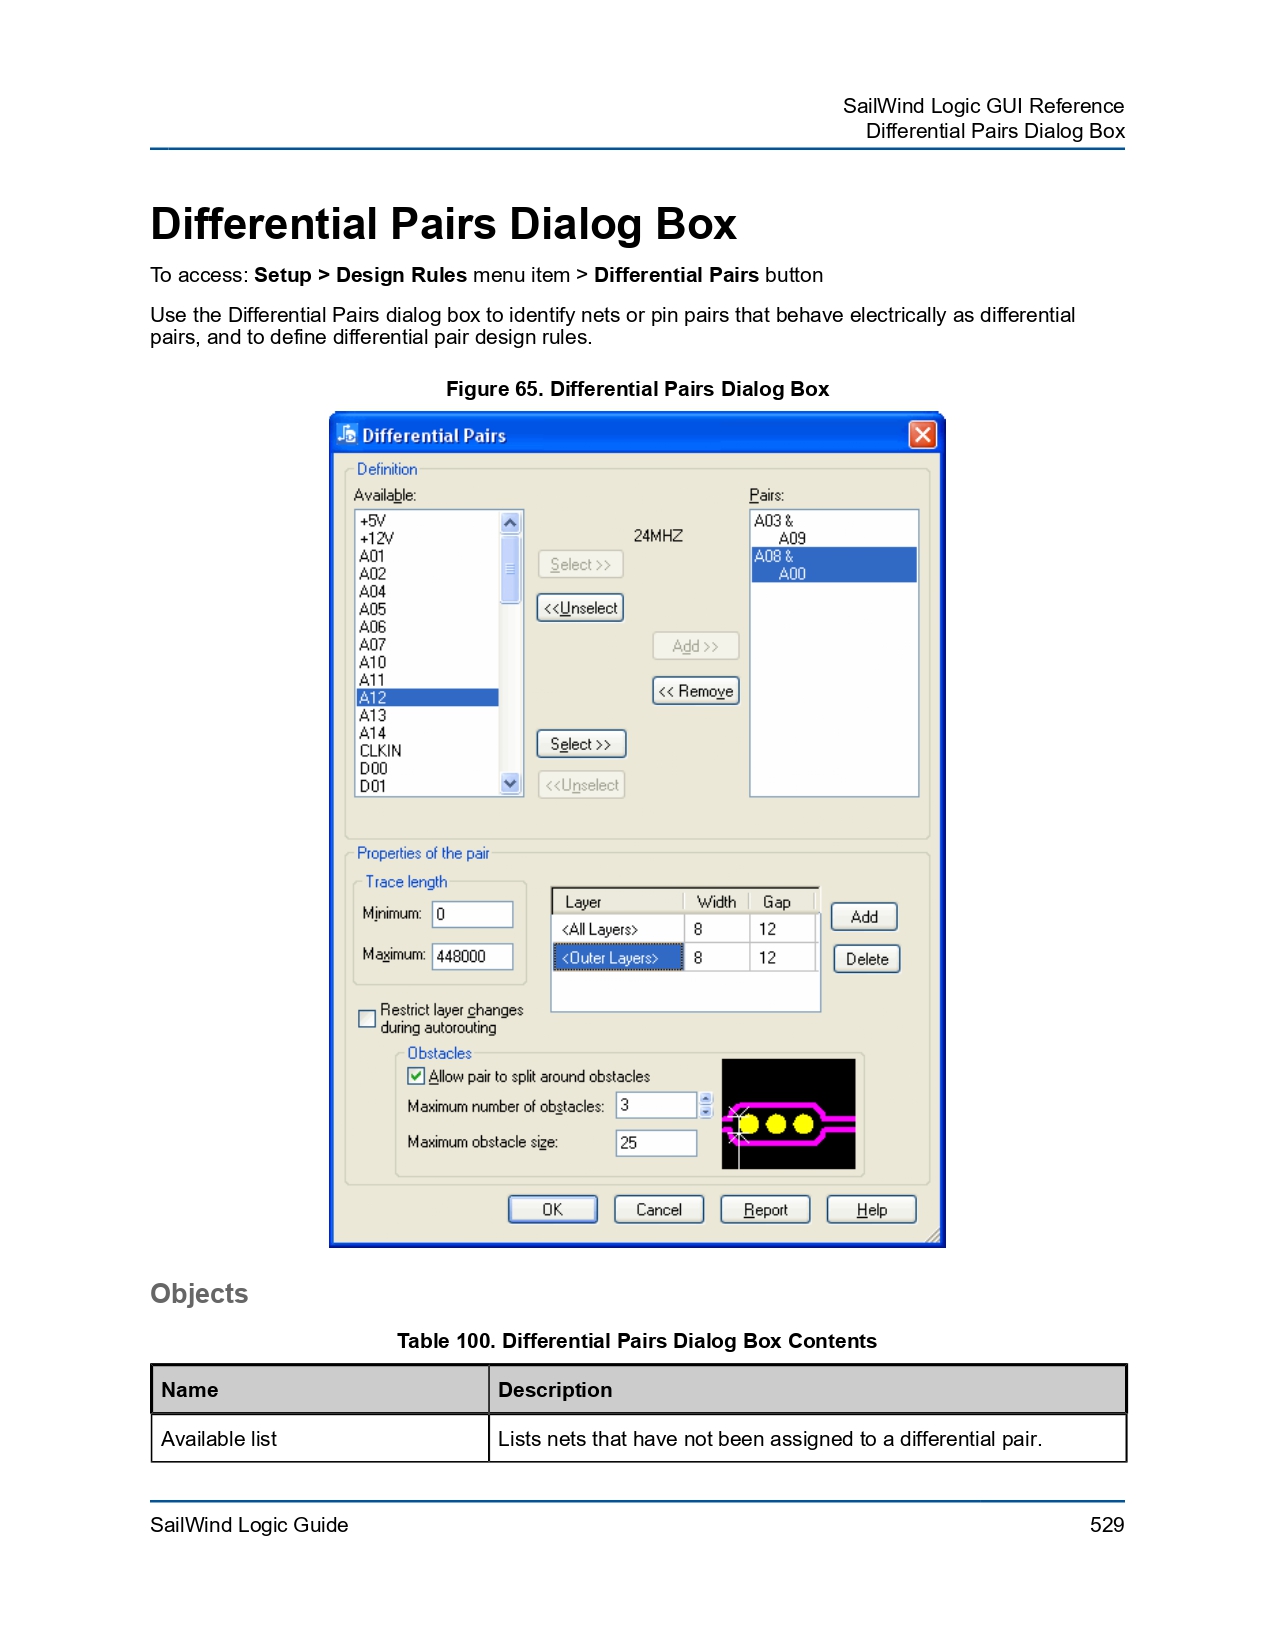 SailWind Logic GUI Reference
Differential Pairs Dialog Box
Differential Pairs Dialog Box
To access: Setup > Design Rules menu item > Differential Pairs button
Use the Differential Pairs dialog box to identify nets or pin pairs that behave electrically as differential
pairs, and to define differential pair design rules.
Figure 65. Differential Pairs Dialog Box
Differential Pairs
Definition
Available:
+5V
+12V
A01
A02
A04
A05
A06
A07
A10
A11
A12
A13
A14
CLKIN
D00
D01
24MHZ
Select >>
<<Unselect
Add >>
<< Remove
Select >>
<<Unselect
Pairs:
A03 &
A09
A08 &
A00
Properties of the pair
Trace length
Minimum: 0
Maximum: 448000
Layer Width Gap
<All Layers> 8 12
<Outer Layers> 8 12
Add
Delete
Restrict layer changes
during autorouting
Obstacles
Allow pair to split around obstacles
Maximum number of obstacles: 3
Maximum obstacle size: 25
OK Cancel Report Help
Objects
Table 100. Differential Pairs Dialog Box Contents
Name Description
Available list Lists nets that have not been assigned to a differential pair.
SailWind Logic Guide 529